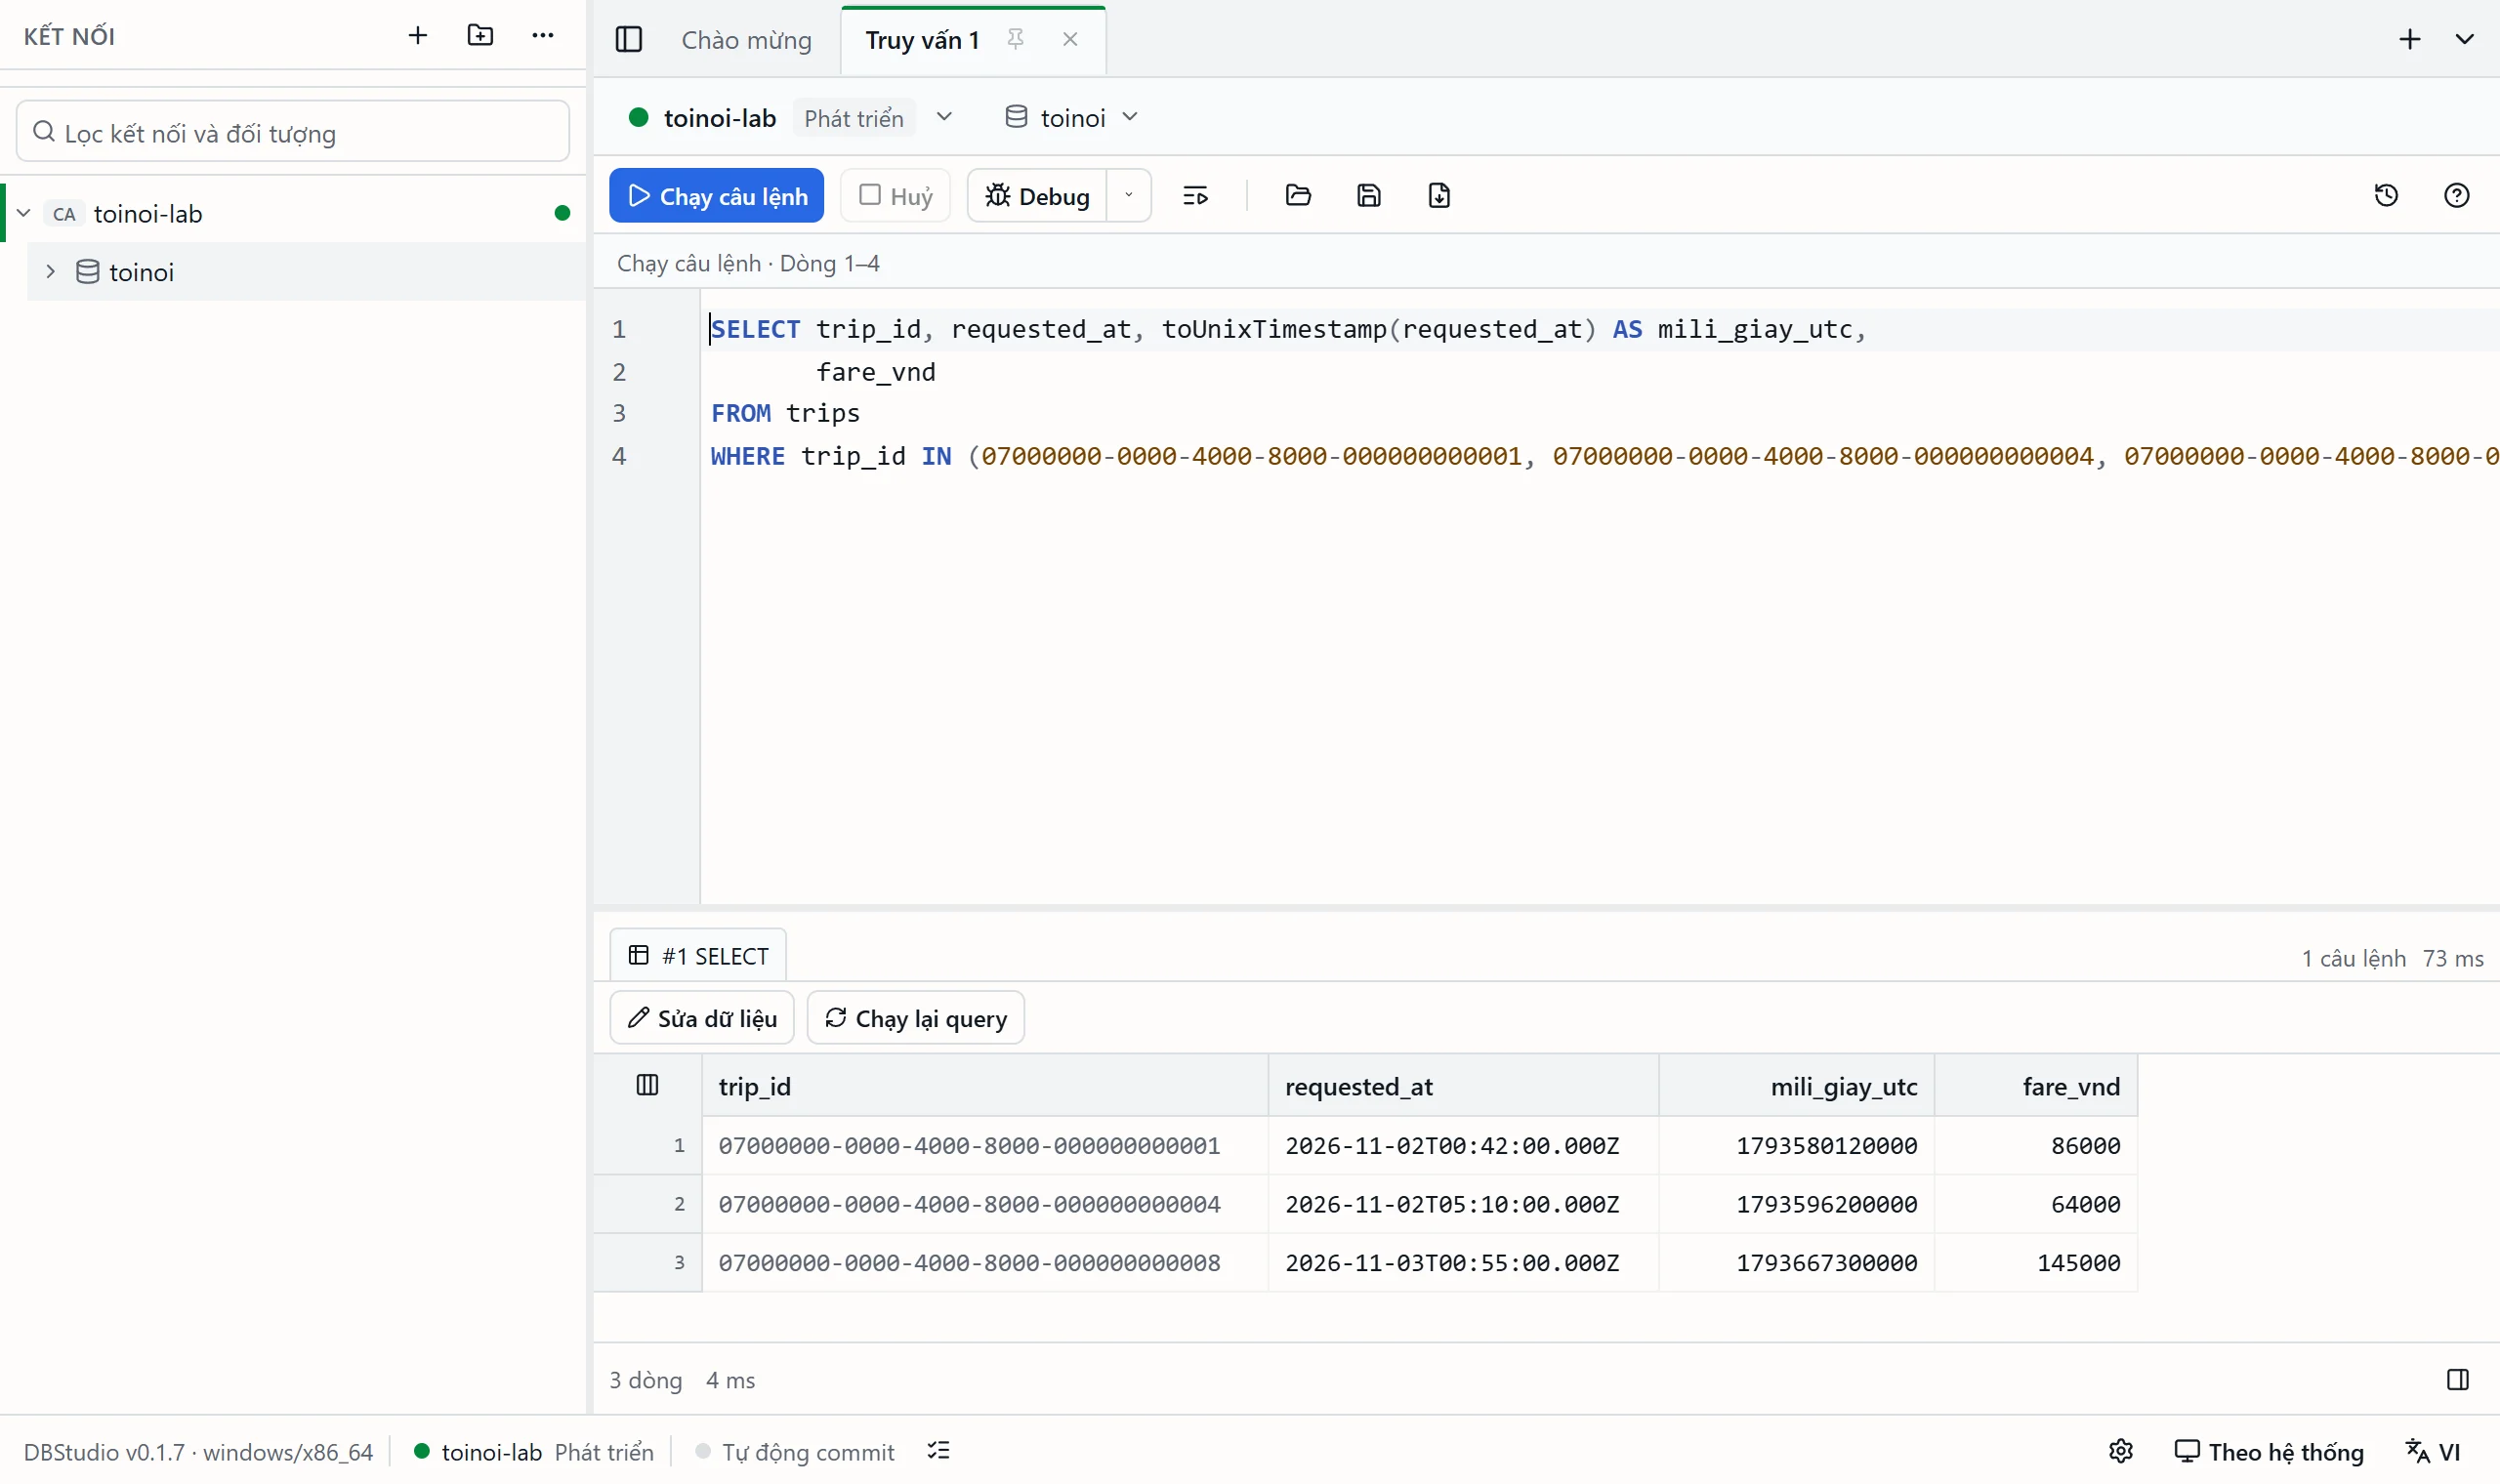 KẾT NỐI
Chào mừng
Truy vấn 1
Lọc kết nối và đối tượng
CA toinoi-lab
toinoi
toinoi-lab Phát triển toinoi
Chạy câu lệnh Huỷ Debug
Chạy câu lệnh · Dòng 1–4
1 SELECT trip_id, requested_at, toUnixTimestamp(requested_at) AS mili_giay_utc,
2 fare_vnd
3 FROM trips
4 WHERE trip_id IN (07000000-0000-4000-8000-000000000001, 07000000-0000-4000-8000-000000000004, 07000000-0000-4000-8000-0
#1 SELECT
1 câu lệnh 73 ms
Sửa dữ liệu Chạy lại query
trip_id requested_at mili_giay_utc fare_vnd
1 07000000-0000-4000-8000-000000000001 2026-11-02T00:42:00.000Z 1793580120000 86000
2 07000000-0000-4000-8000-000000000004 2026-11-02T05:10:00.000Z 1793596200000 64000
3 07000000-0000-4000-8000-000000000008 2026-11-03T00:55:00.000Z 1793667300000 145000
3 dòng 4 ms
DBStudio v0.1.7 · windows/x86_64 toinoi-lab Phát triển Tự động commit Theo hệ thống VI